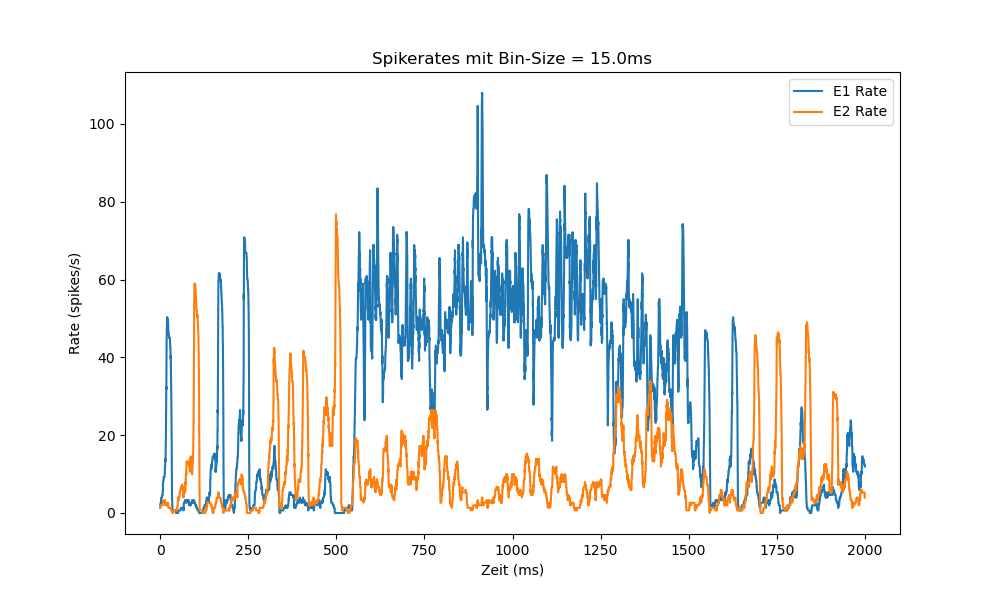 Spikerates mit Bin-Size = 15.0ms
E1 Rate
E2 Rate
Rate (spikes/s)
100
80
60
40
20
0
0 250 500 750 1000 1250 1500 1750 2000
Zeit (ms)